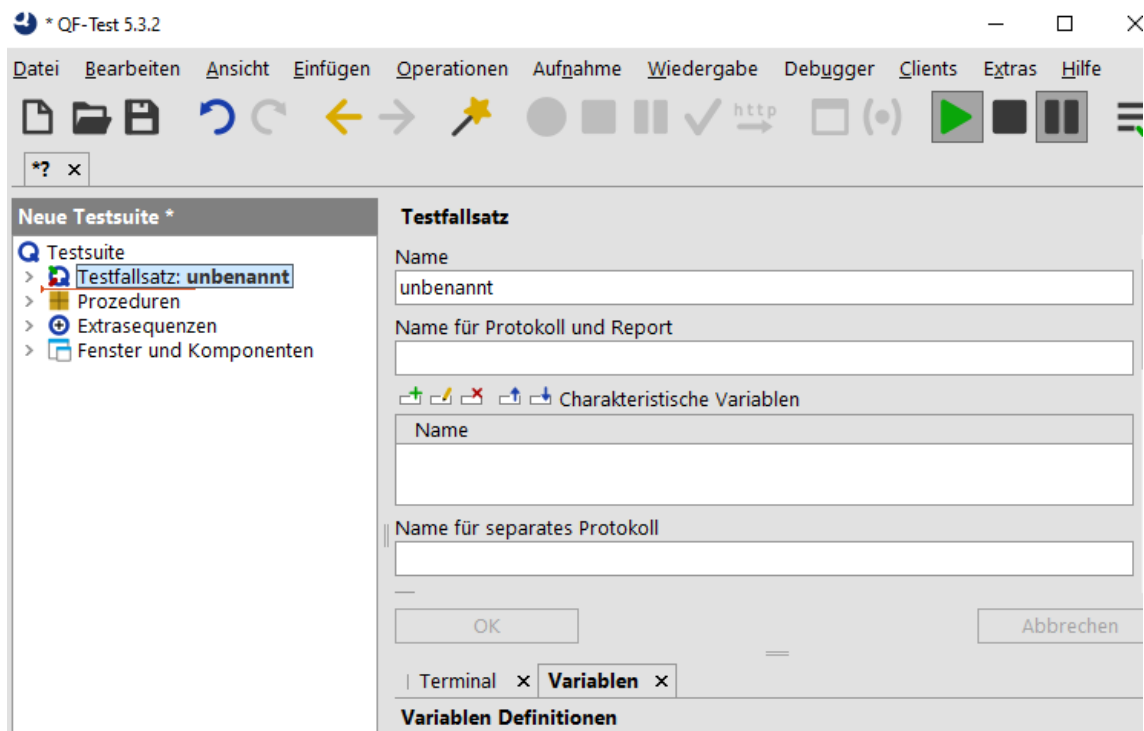 * QF-Test 5.3.2
Datei Bearbeiten Ansicht Einfügen Operationen Aufnahme Wiedergabe Debugger Clients Extras Hilfe
http
*?
Neue Testsuite *
Testsuite
Testfallsatz: unbenannt
Prozeduren
Extrasequenzen
Fenster und Komponenten
Testfallsatz
Name
unbenannt
Name für Protokoll und Report
Charakteristische Variablen
Name
Name für separates Protokoll
OK Abbrechen
Terminal Variablen
Variablen Definitionen